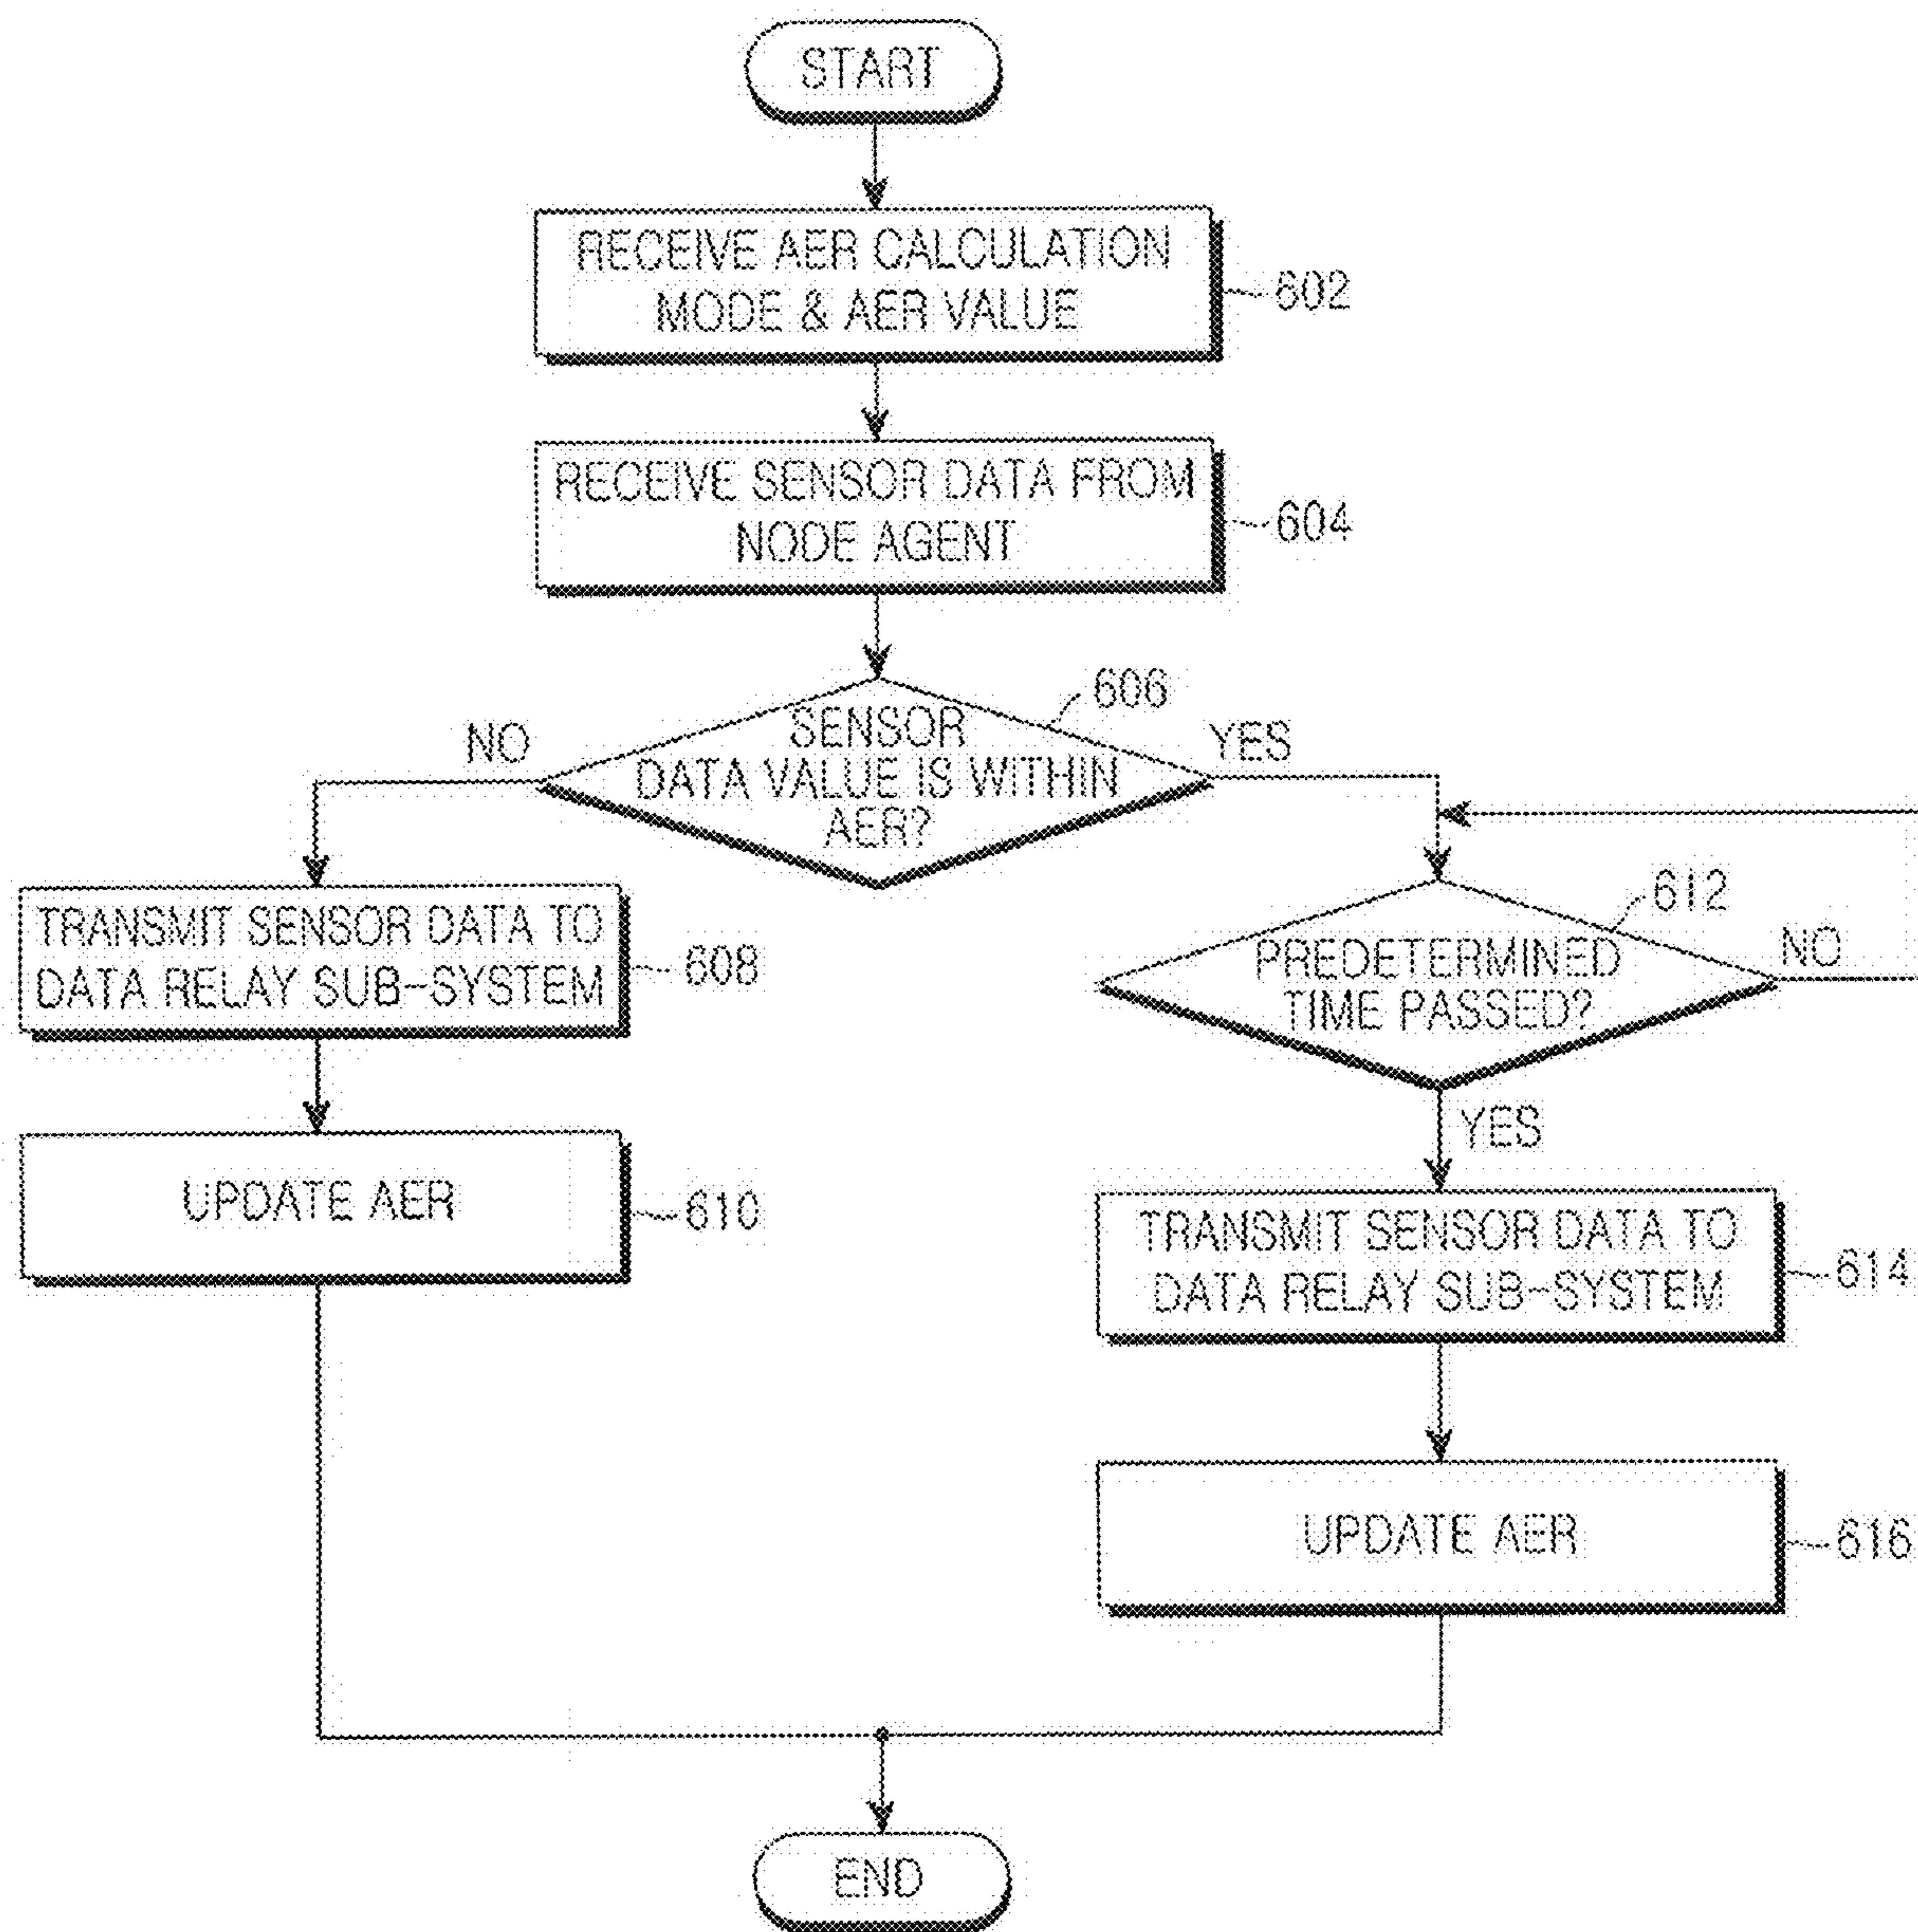 START
RECEIVE AER CALCULATION
MODE & AER VALUE
602
RECEIVE SENSOR DATA FROM
NODE AGENT
604
606
SENSOR
DATA VALUE IS WITHIN
AER?
NO
YES
TRANSMIT SENSOR DATA TO
DATA RELAY SUB-SYSTEM
608
612
PREDETERMINED
TIME PASSED?
NO
YES
UPDATE AER
610
TRANSMIT SENSOR DATA TO
DATA RELAY SUB-SYSTEM
614
UPDATE AER
616
END